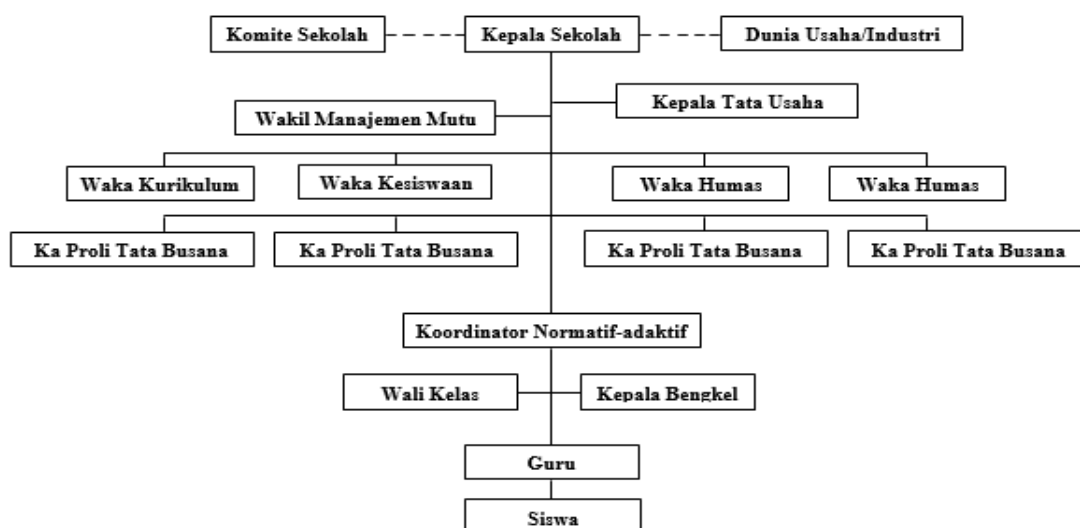 Komite Sekolah
Kepala Sekolah
Dunia Usaha/Industri
Kepala Tata Usaha
Wakil Manajemen Mutu
Waka Kurikulum
Waka Kesiswaan
Waka Humas
Waka Humas
Ka Proli Tata Busana
Ka Proli Tata Busana
Ka Proli Tata Busana
Ka Proli Tata Busana
Koordinator Normatif-adaktif
Wali Kelas
Kepala Bengkel
Guru
Siswa